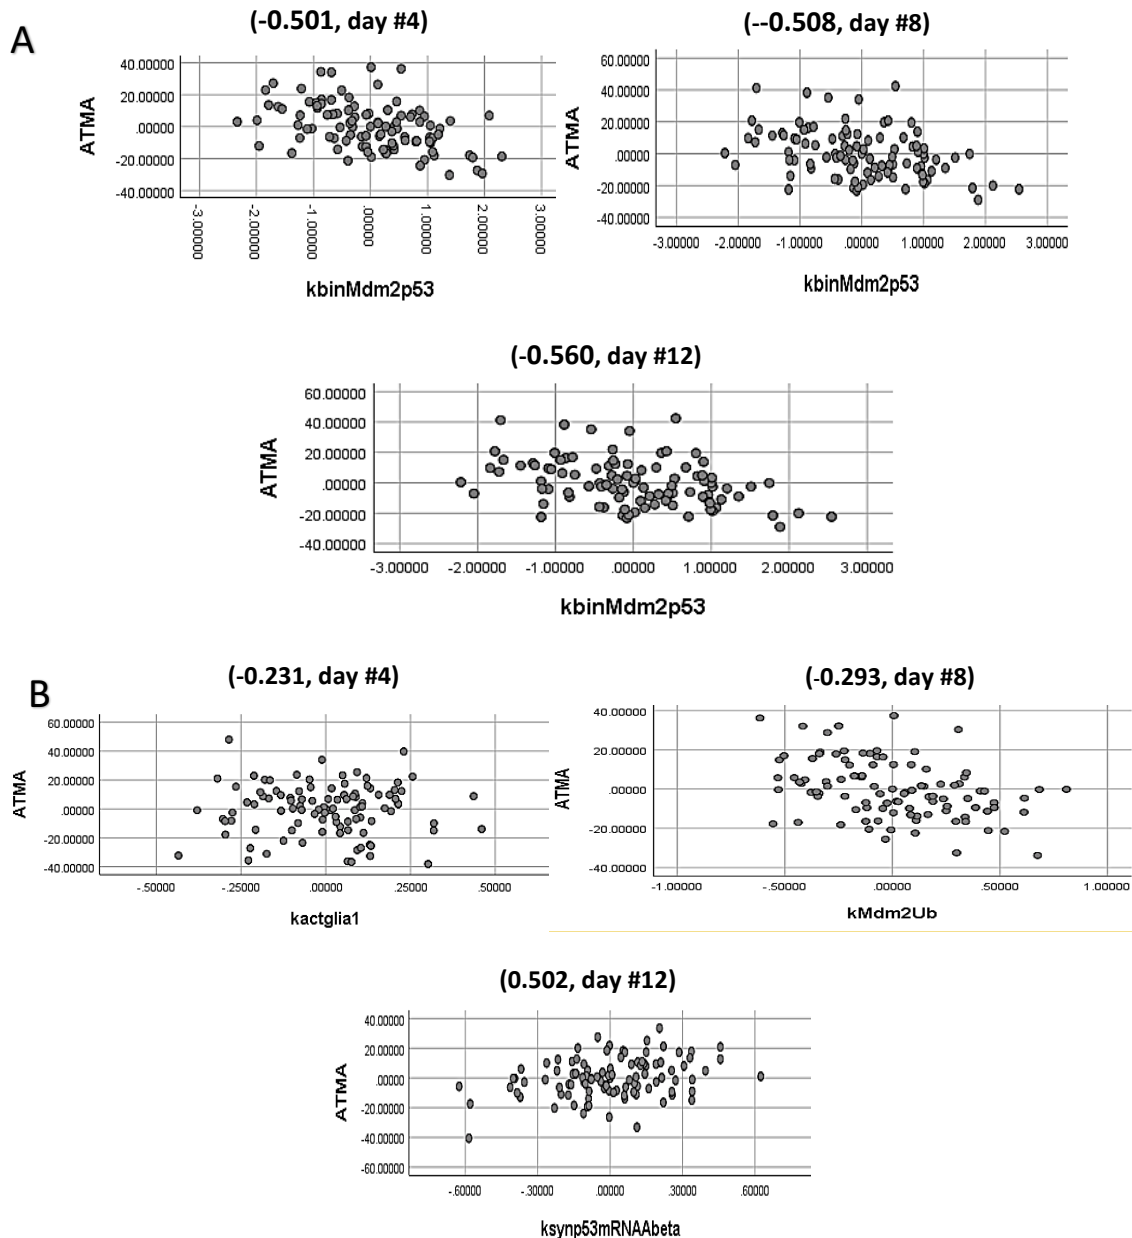 A
(-0.501, day #4)
40.00000
20.00000
.00000
-20.00000
-40.00000
ATMA
-3.00000
-2.00000
-1.00000
.00000
1.00000
2.00000
3.00000
kbinMdm2p53
(--0.508, day #8)
60.00000
40.00000
20.00000
.00000
-20.00000
-40.00000
ATMA
-3.00000 -2.00000 -1.00000 .00000 1.00000 2.00000 3.00000
kbinMdm2p53
(-0.560, day #12)
60.00000
40.00000
20.00000
.00000
-20.00000
-40.00000
ATMA
-3.00000 -2.00000 -1.00000 .00000 1.00000 2.00000 3.00000
kbinMdm2p53
B
(-0.231, day #4)
60.00000
40.00000
20.00000
.00000
-20.00000
-40.00000
ATMA
-.50000 -.25000 .00000 .25000 .50000
kactglia1
(-0.293, day #8)
40.00000
20.00000
.00000
-20.00000
-40.00000
ATMA
-1.00000 -.50000 .00000 .50000 1.00000
kMdm2Ub
(0.502, day #12)
40.00000
20.00000
.00000
-20.00000
-40.00000
-60.00000
ATMA
-.60000 -.30000 .00000 .30000 .60000
ksynp53mRNAAbeta